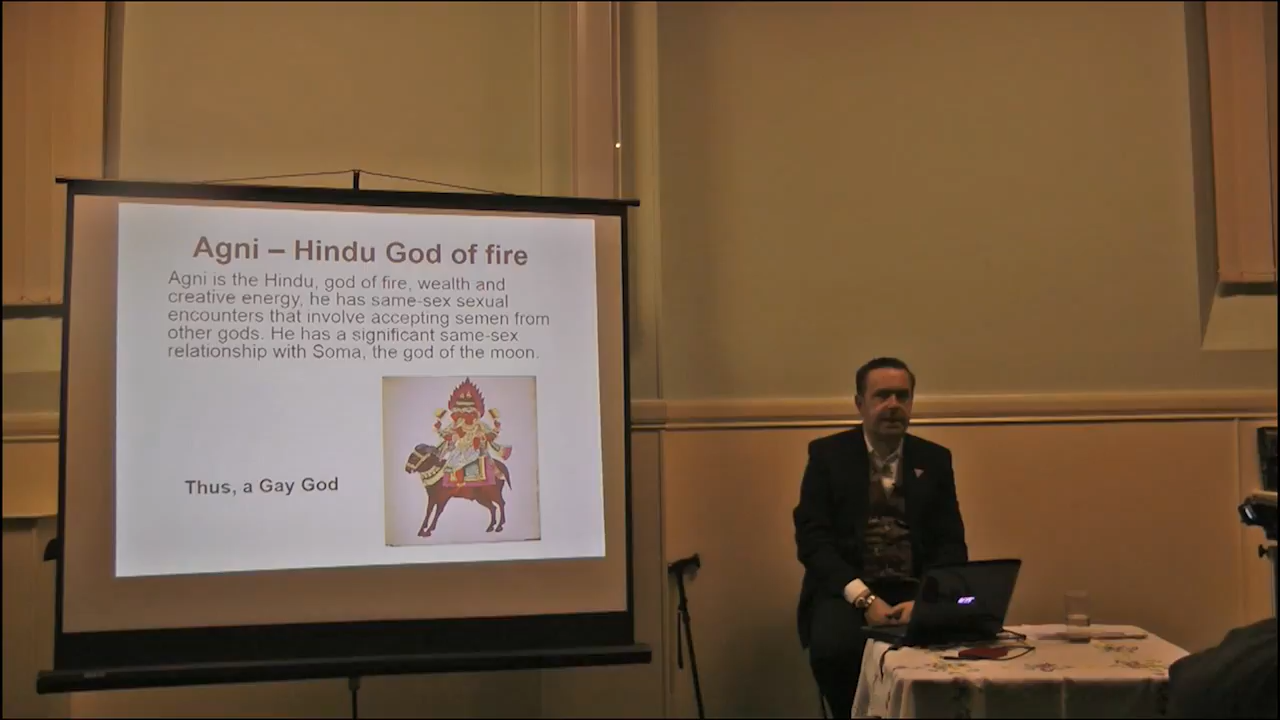 Agni – Hindu God of fire
Agni is the Hindu, god of fire, wealth and
creative energy, he has same-sex sexual
encounters that involve accepting semen from
other gods. He has a significant same-sex
relationship with Soma, the god of the moon.
Thus, a Gay God